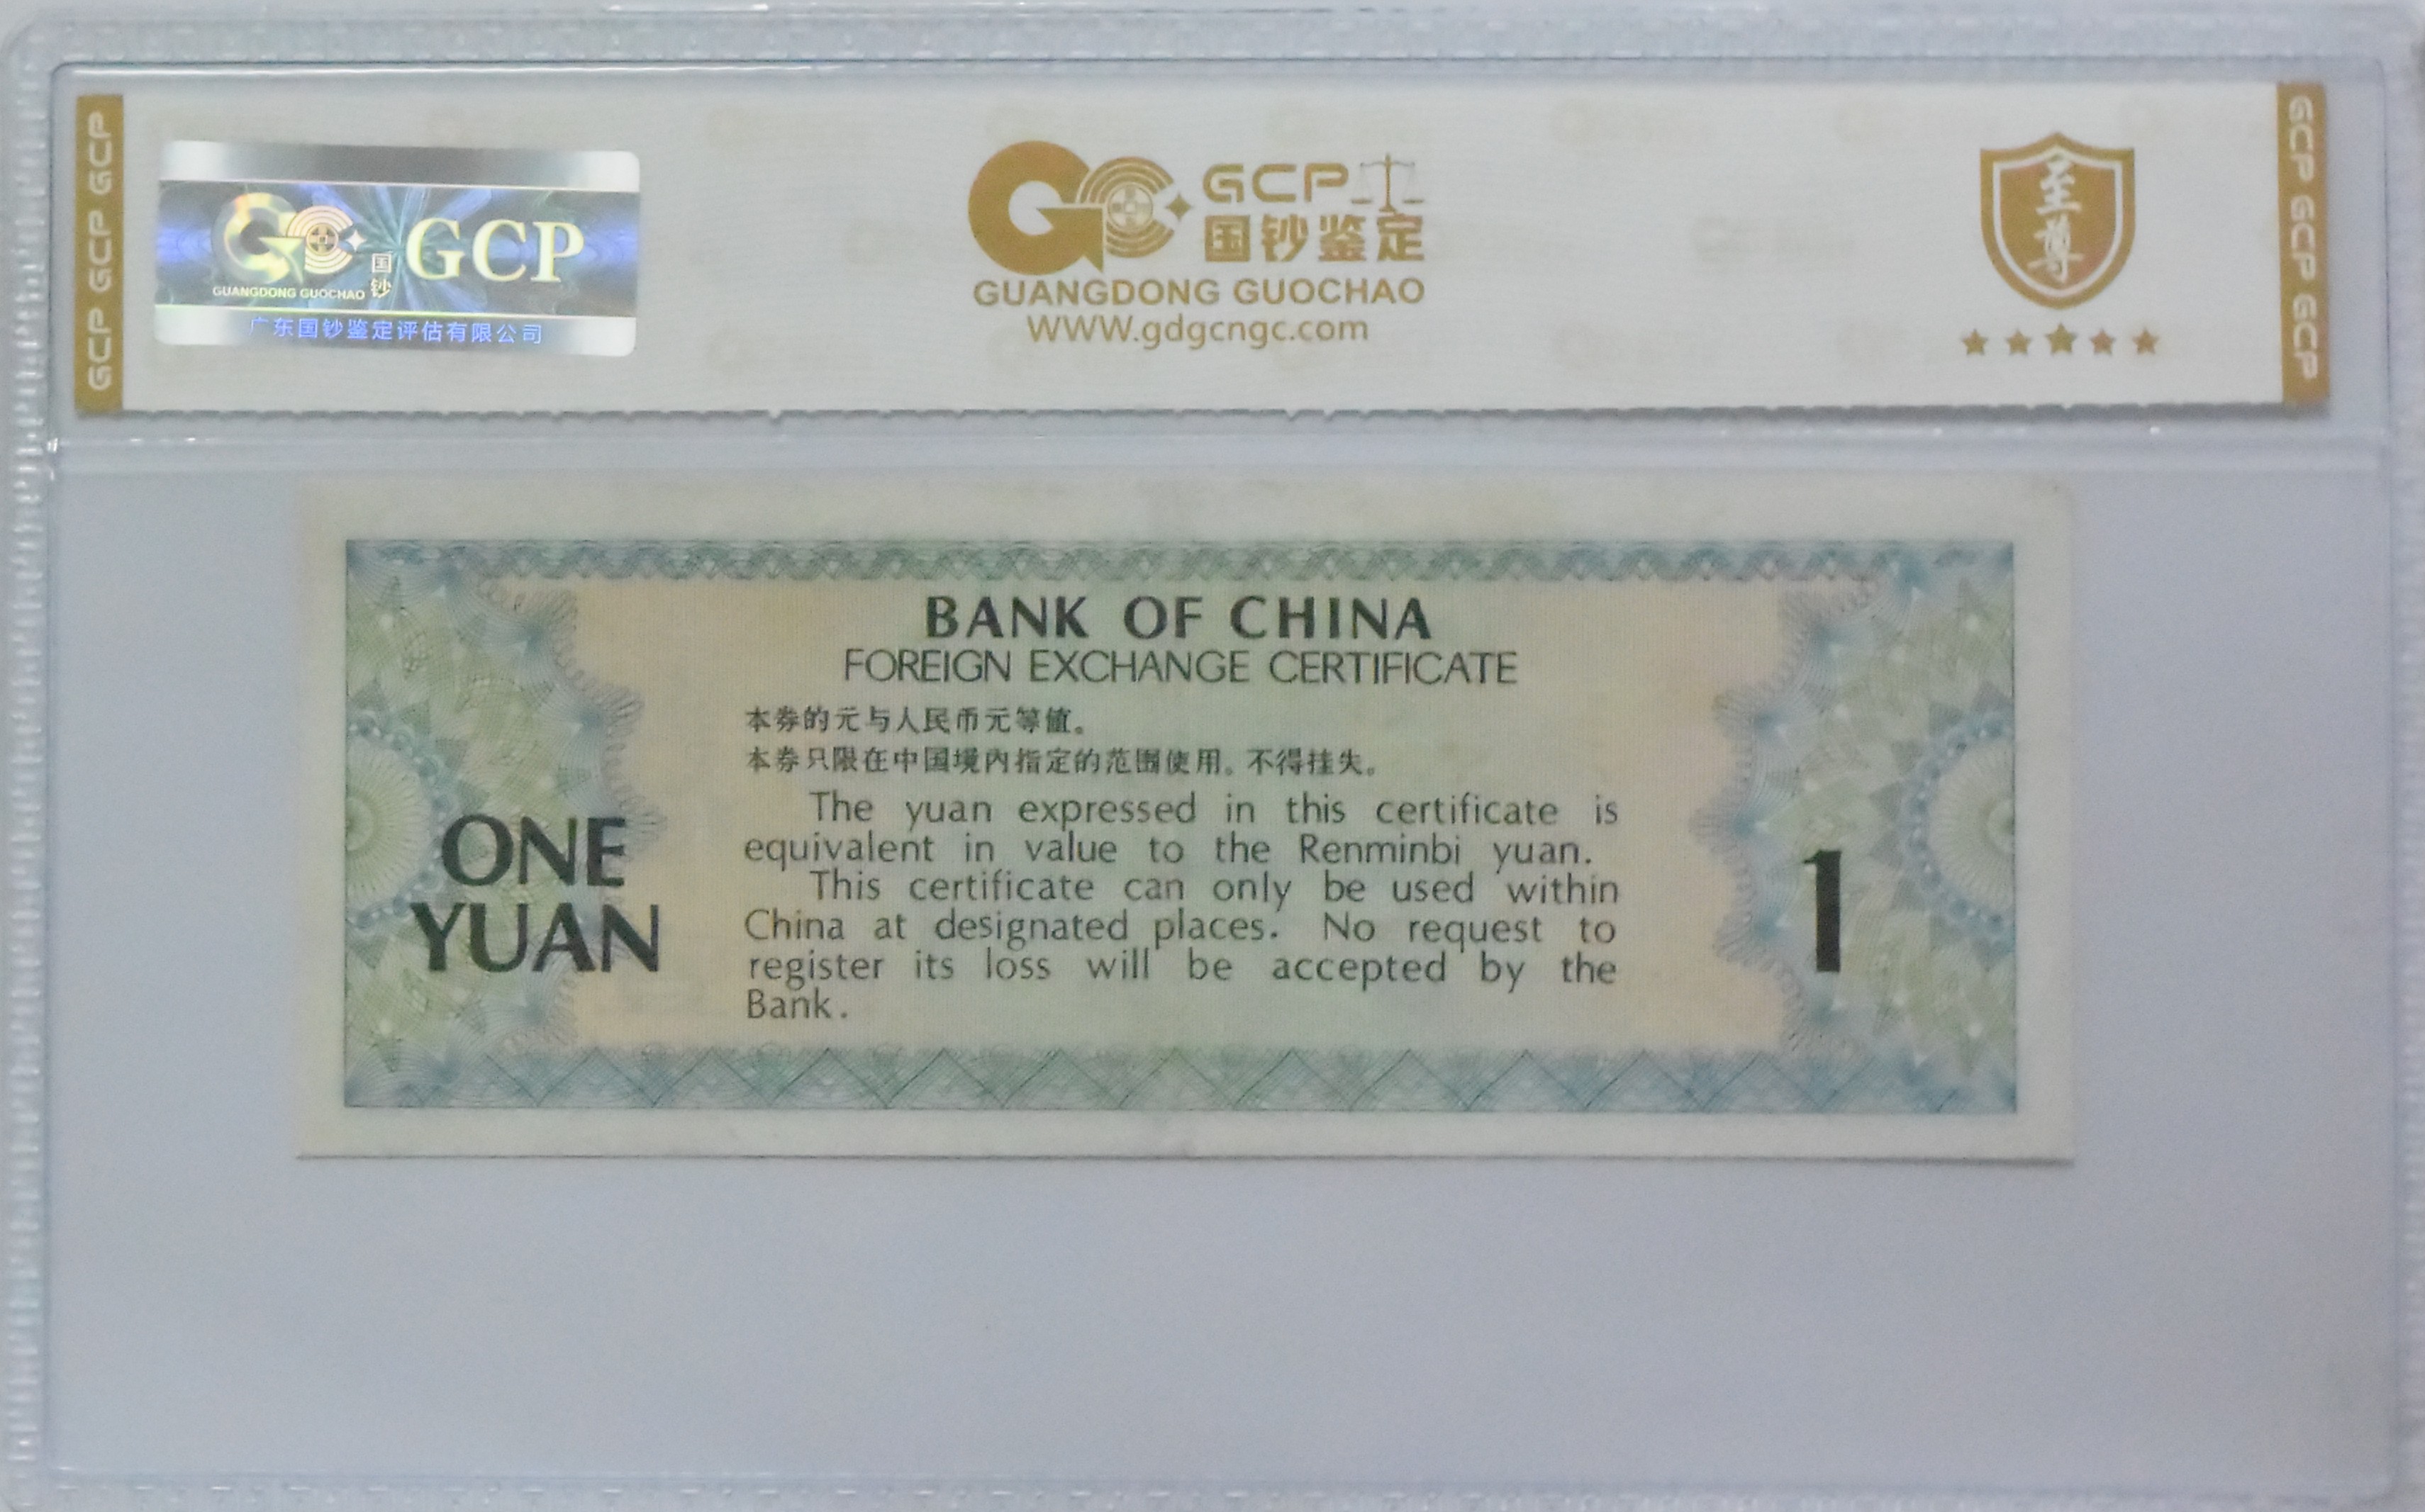 GCP GCP GCP
GUANGDONG GUOCHAO
国钞
GCP
广东国钞鉴定评估有限公司
GCP
国钞鉴定
GUANGDONG GUOCHAO
WWW.gdgcngc.com
至尊
GCP GCP GCP
BANK OF CHINA
FOREIGN EXCHANGE CERTIFICATE
本券的元与人民币元等值。
本券只限在中国境内指定的范围使用。不得挂失。
The yuan expressed in this certificate is
equivalent in value to the Renminbi yuan.
This certificate can only be used within
China at designated places. No request to
register its loss will be accepted by the
Bank.
ONE
YUAN
1